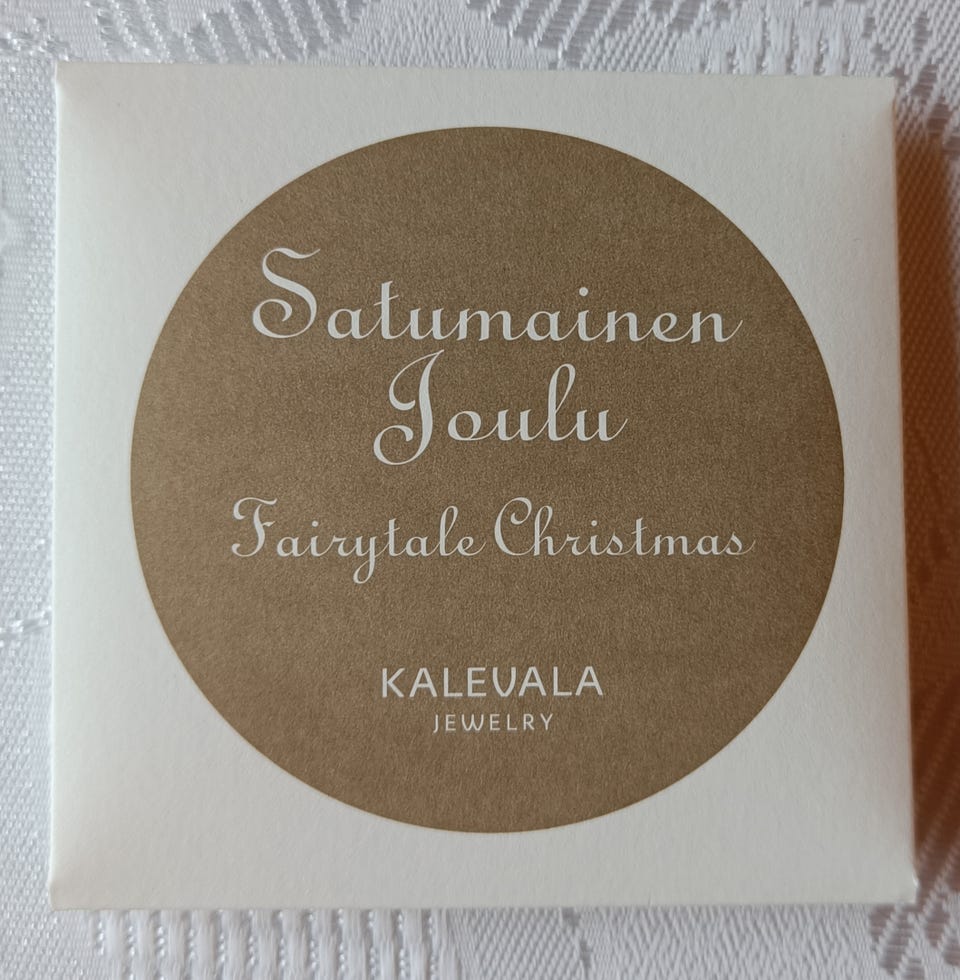 Satumainen
Joulu
Fairytale Christmas
KALEVALA
JEWELRY